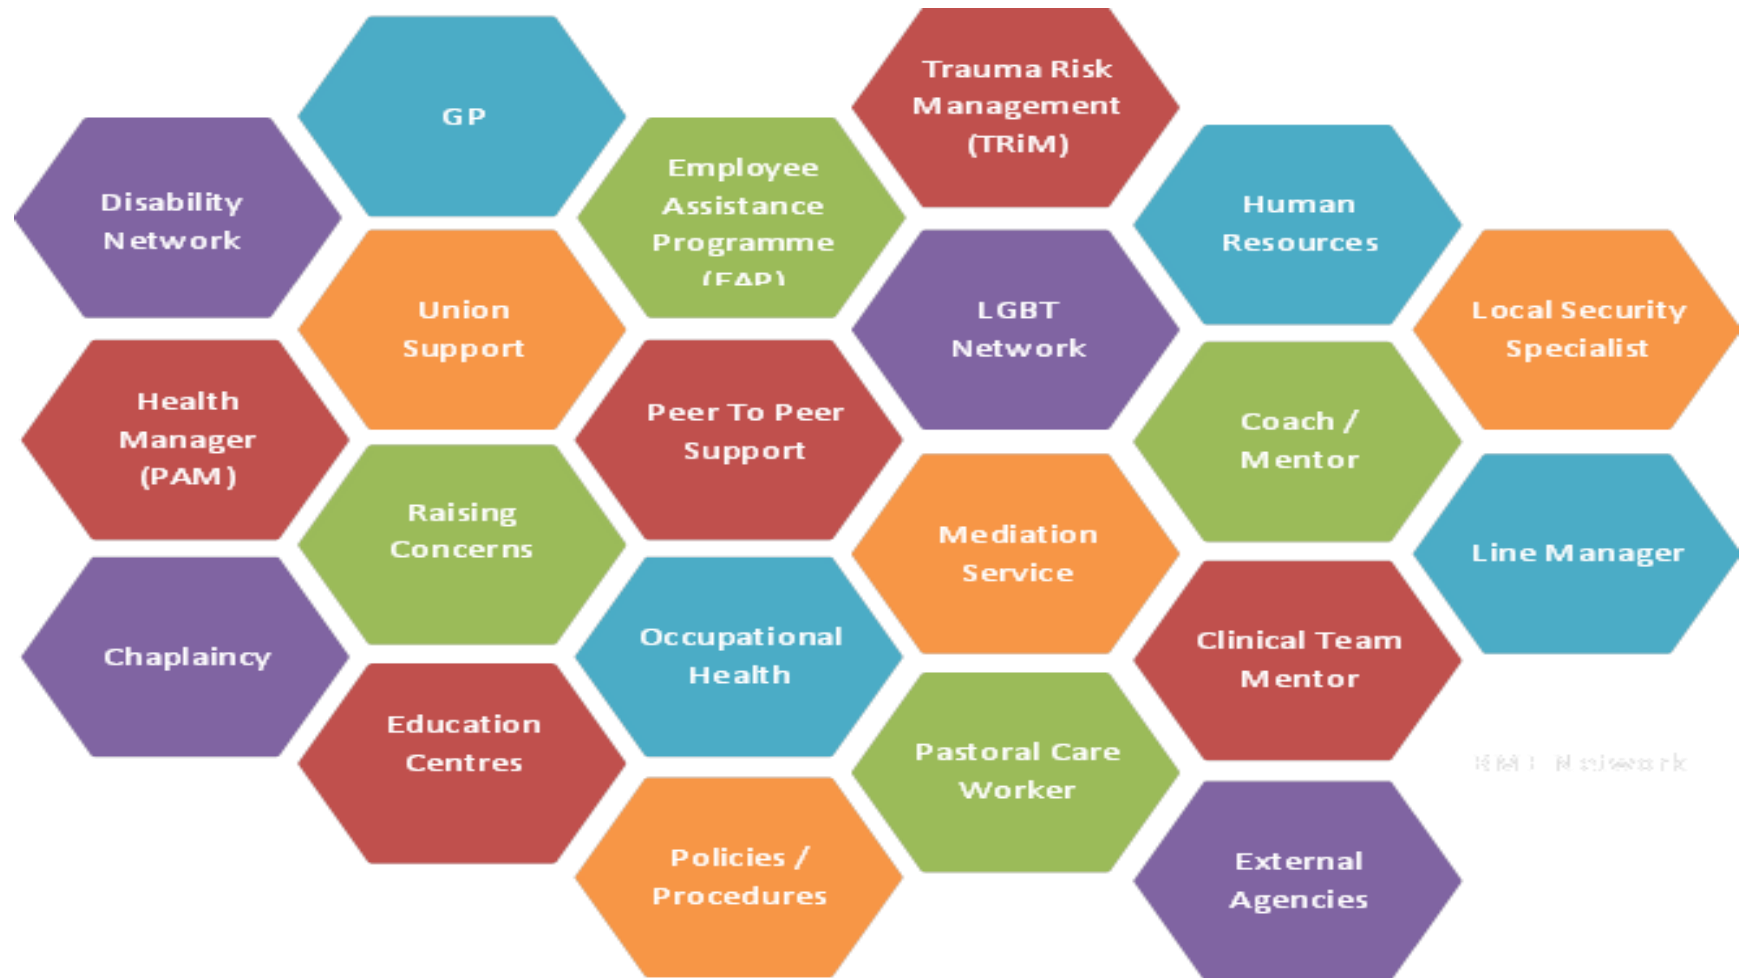 GP
Trauma Risk
Management
(TRiM)
Disability
Network
Employee
Assistance
Programme
(EAP)
Human
Resources
Union
Support
LGBT
Network
Local Security
Specialist
Health
Manager
(PAM)
Peer To Peer
Support
Coach /
Mentor
Raising
Concerns
Mediation
Service
Line Manager
Chaplaincy
Occupational
Health
Clinical Team
Mentor
Education
Centres
Pastoral Care
Worker
Network
Policies /
Procedures
External
Agencies